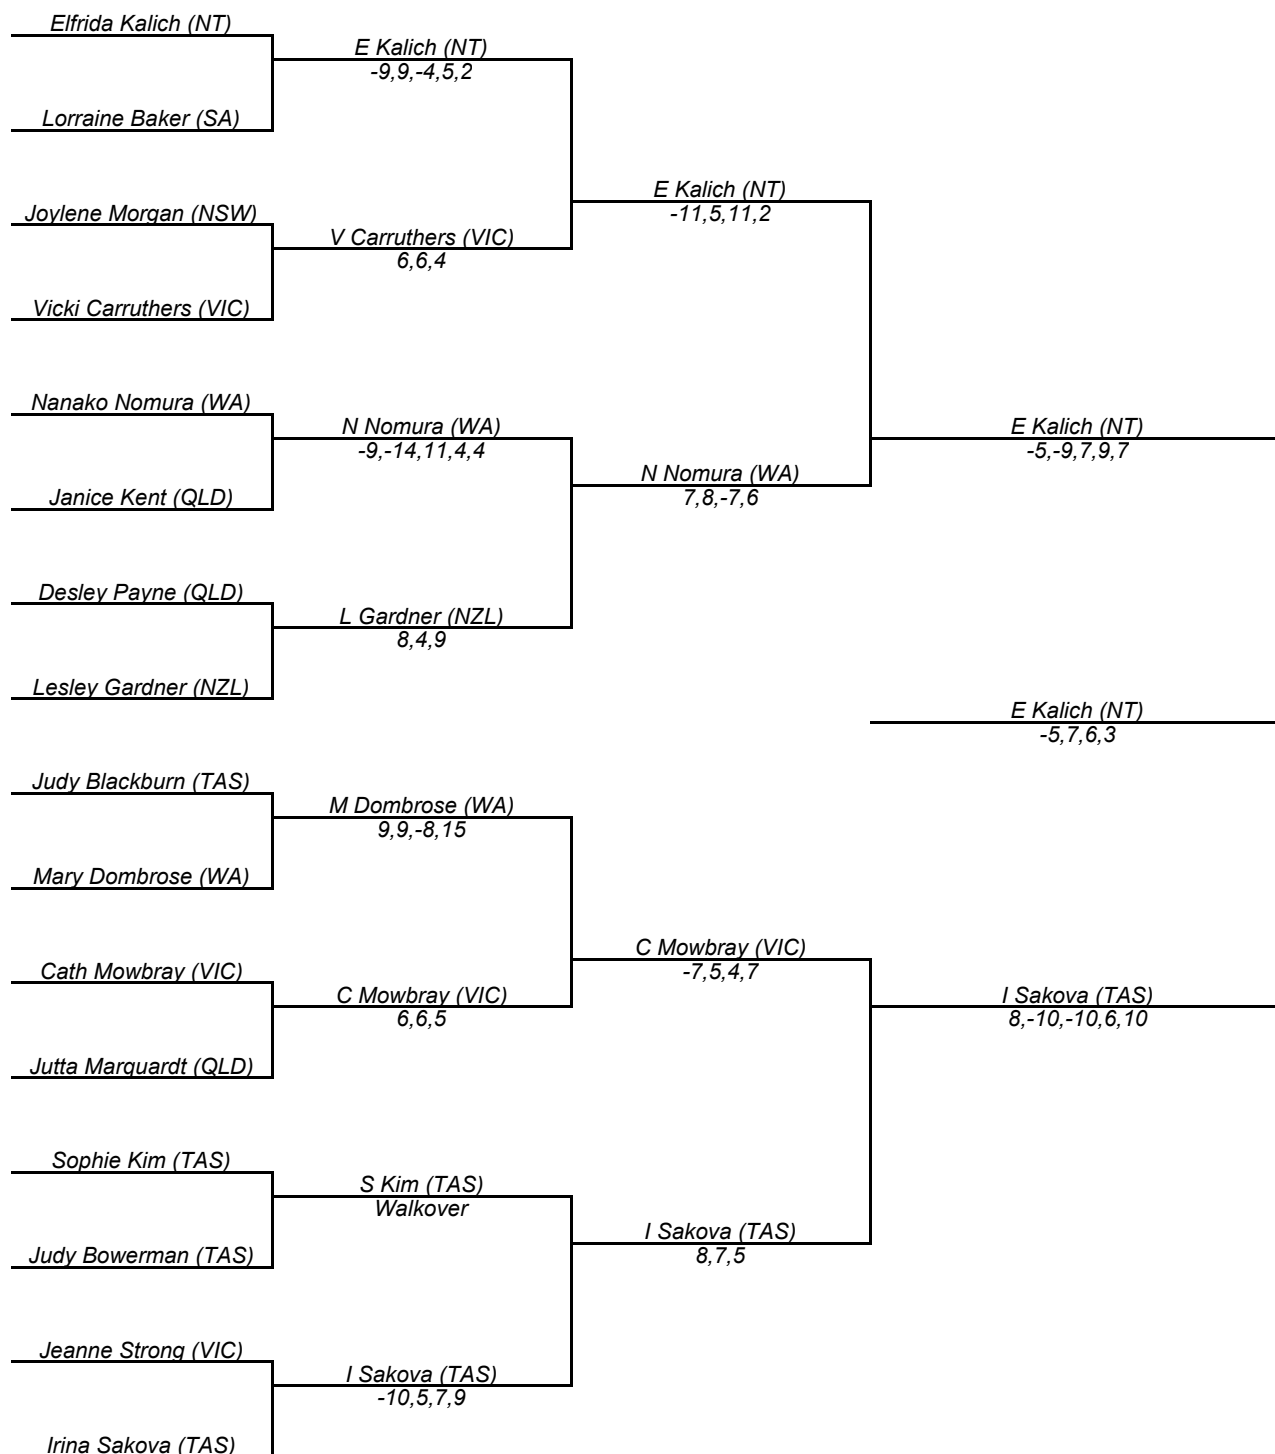 Elfrida Kalich (NT)
E Kalich (NT)
-9,9,-4,5,2
Lorraine Baker (SA)
E Kalich (NT)
-11,5,11,2
Joylene Morgan (NSW)
V Carruthers (VIC)
6,6,4
Vicki Carruthers (VIC)
Nanako Nomura (WA)
N Nomura (WA)
-9,-14,11,4,4
E Kalich (NT)
-5,-9,7,9,7
N Nomura (WA)
7,8,-7,6
Janice Kent (QLD)
Desley Payne (QLD)
L Gardner (NZL)
8,4,9
Lesley Gardner (NZL)
E Kalich (NT)
-5,7,6,3
Judy Blackburn (TAS)
M Dombrose (WA)
9,9,-8,15
Mary Dombrose (WA)
C Mowbray (VIC)
-7,5,4,7
Cath Mowbray (VIC)
C Mowbray (VIC)
6,6,5
I Sakova (TAS)
8,-10,-10,6,10
Jutta Marquardt (QLD)
Sophie Kim (TAS)
S Kim (TAS)
Walkover
I Sakova (TAS)
8,7,5
Judy Bowerman (TAS)
Jeanne Strong (VIC)
I Sakova (TAS)
-10,5,7,9
Irina Sakova (TAS)